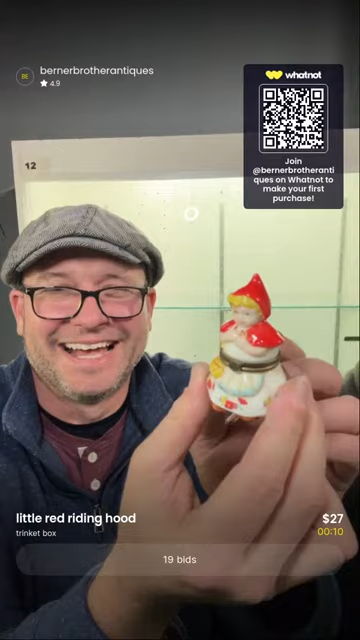 BE
bernerbrotherantiques
★ 4.9
whatnot
Join
@bernerbrotheranti
ques on Whatnot to
make your first
purchase!
12
little red riding hood
$27
trinket box
00:10
19 bids